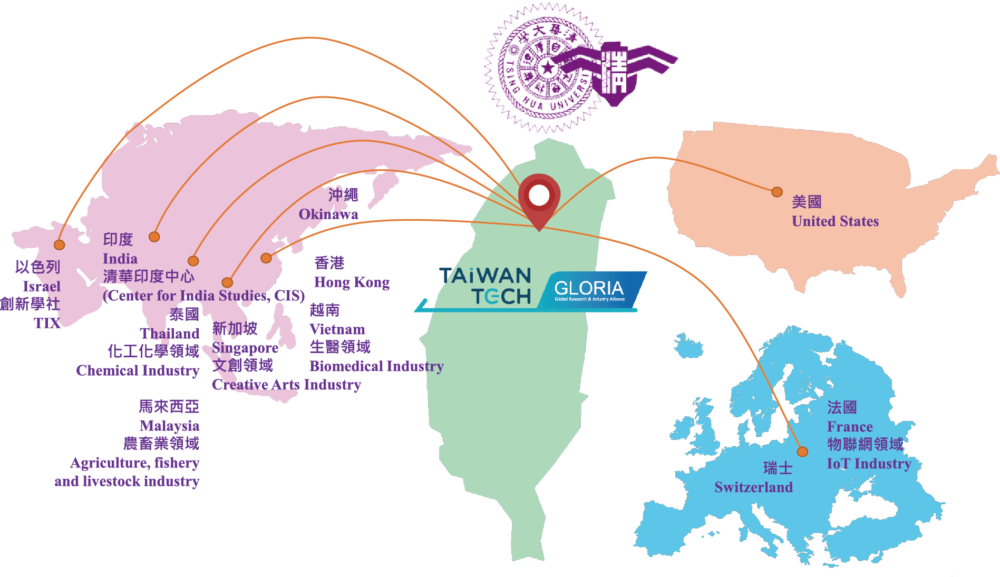 大華清
TSING HUA UNIVERSI
沖繩
Okinawa
美國
United States
印度
India
清華印度中心
(Center for India Studies, CIS)
以色列
Israel
創新學社
TIX
香港
Hong Kong
TAiWAN
TECH
GLORIA
Global Research & Industry Alliance
泰國
Thailand
化工化學領域
Chemical Industry
新加坡
Singapore
文創領域
Creative Arts Industry
越南
Vietnam
生醫領域
Biomedical Industry
馬來西亞
Malaysia
農畜業領域
Agriculture, fishery
and livestock industry
法國
France
物聯網領域
IoT Industry
瑞士
Switzerland